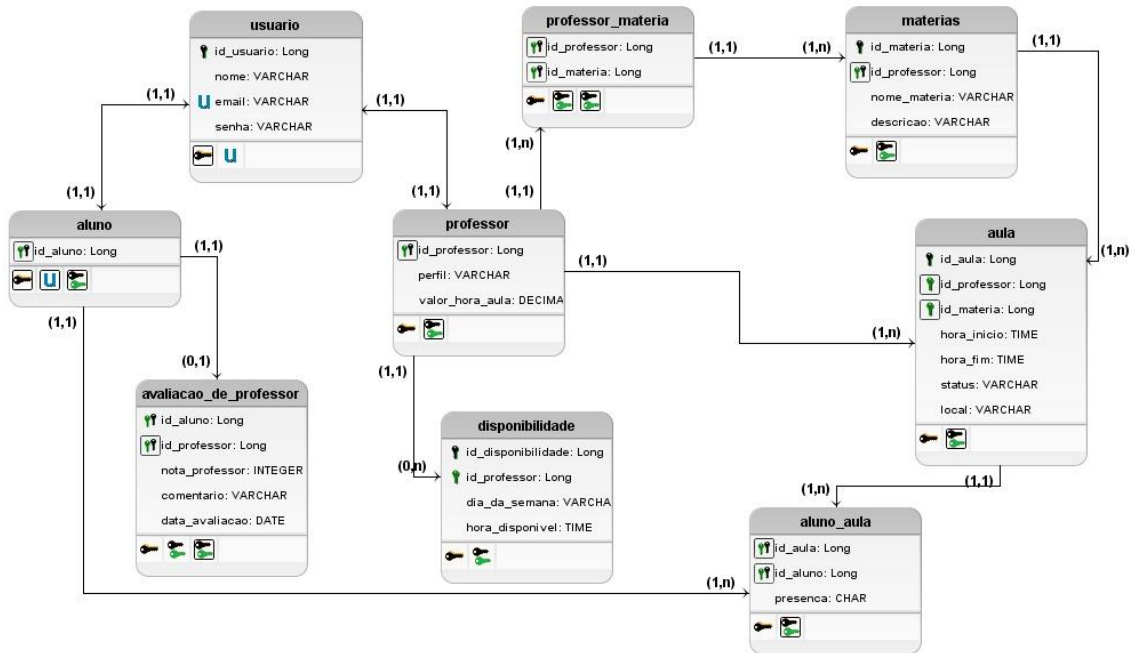 usuario
id_usuario: Long
nome: VARCHAR
u email: VARCHAR
senha: VARCHAR
u
professor_materia
id_professor: Long
id_materia: Long
materias
id_materia: Long
id_professor: Long
nome_materia: VARCHAR
descricao: VARCHAR
(1,1)
(1,n)
(1,1)
(1,1)
(1,1)
(1,n)
(1,1)
(1,1)
(1,1)
aluno
id_aluno: Long
u
(1,1)
(1,1)
professor
id_professor: Long
perfil: VARCHAR
valor_hora_aula: DECIMA
(1,1)
(1,n)
(1,n)
aula
id_aula: Long
id_professor: Long
id_materia: Long
hora_inicio: TIME
hora_fim: TIME
status: VARCHAR
local: VARCHAR
(0,1)
avaliacao_de_professor
id_aluno: Long
id_professor: Long
nota_professor: INTEGER
comentario: VARCHAR
data_avaliacao: DATE
(1,1)
(0,n)
disponibilidade
id_disponibilidade: Long
id_professor: Long
dia_da_semana: VARCHA
hora_disponivel: TIME
(1,1)
(1,n)
aluno_aula
id_aula: Long
id_aluno: Long
presenca: CHAR
(1,n)